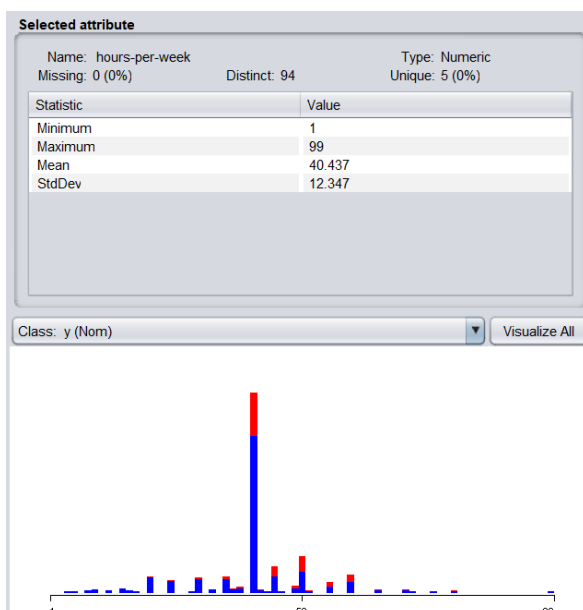 Selected attribute
Name: hours-per-week Type: Numeric
Missing: 0 (0%) Distinct: 94 Unique: 5 (0%)
Statistic Value
Minimum 1
Maximum 99
Mean 40.437
StdDev 12.347
Class: y (Nom) Visualize All